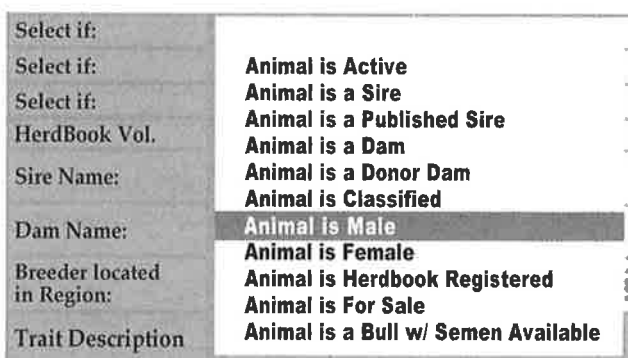 Select if:
Select if:
Select if:
HerdBook Vol.
Sire Name:
Dam Name:
Breeder located
in Region:
Trait Description
Animal is Active
Animal is a Sire
Animal is a Published Sire
Animal is a Dam
Animal is a Donor Dam
Animal is Classified
Animal is Male
Animal is Female
Animal is Herdbook Registered
Animal is For Sale
Animal is a Bull w/ Semen Available